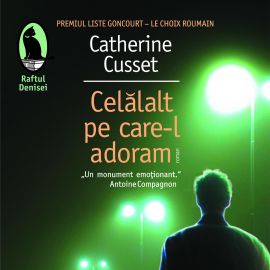 PREMIUL LISTE GONCOURT – LE CHOIX ROUMAIN
Catherine
Cusset
Raftul
Denisei
Celălalt
pe care-l
adoram
roman
„Un monument emoționant.“
Antoine Compagnon